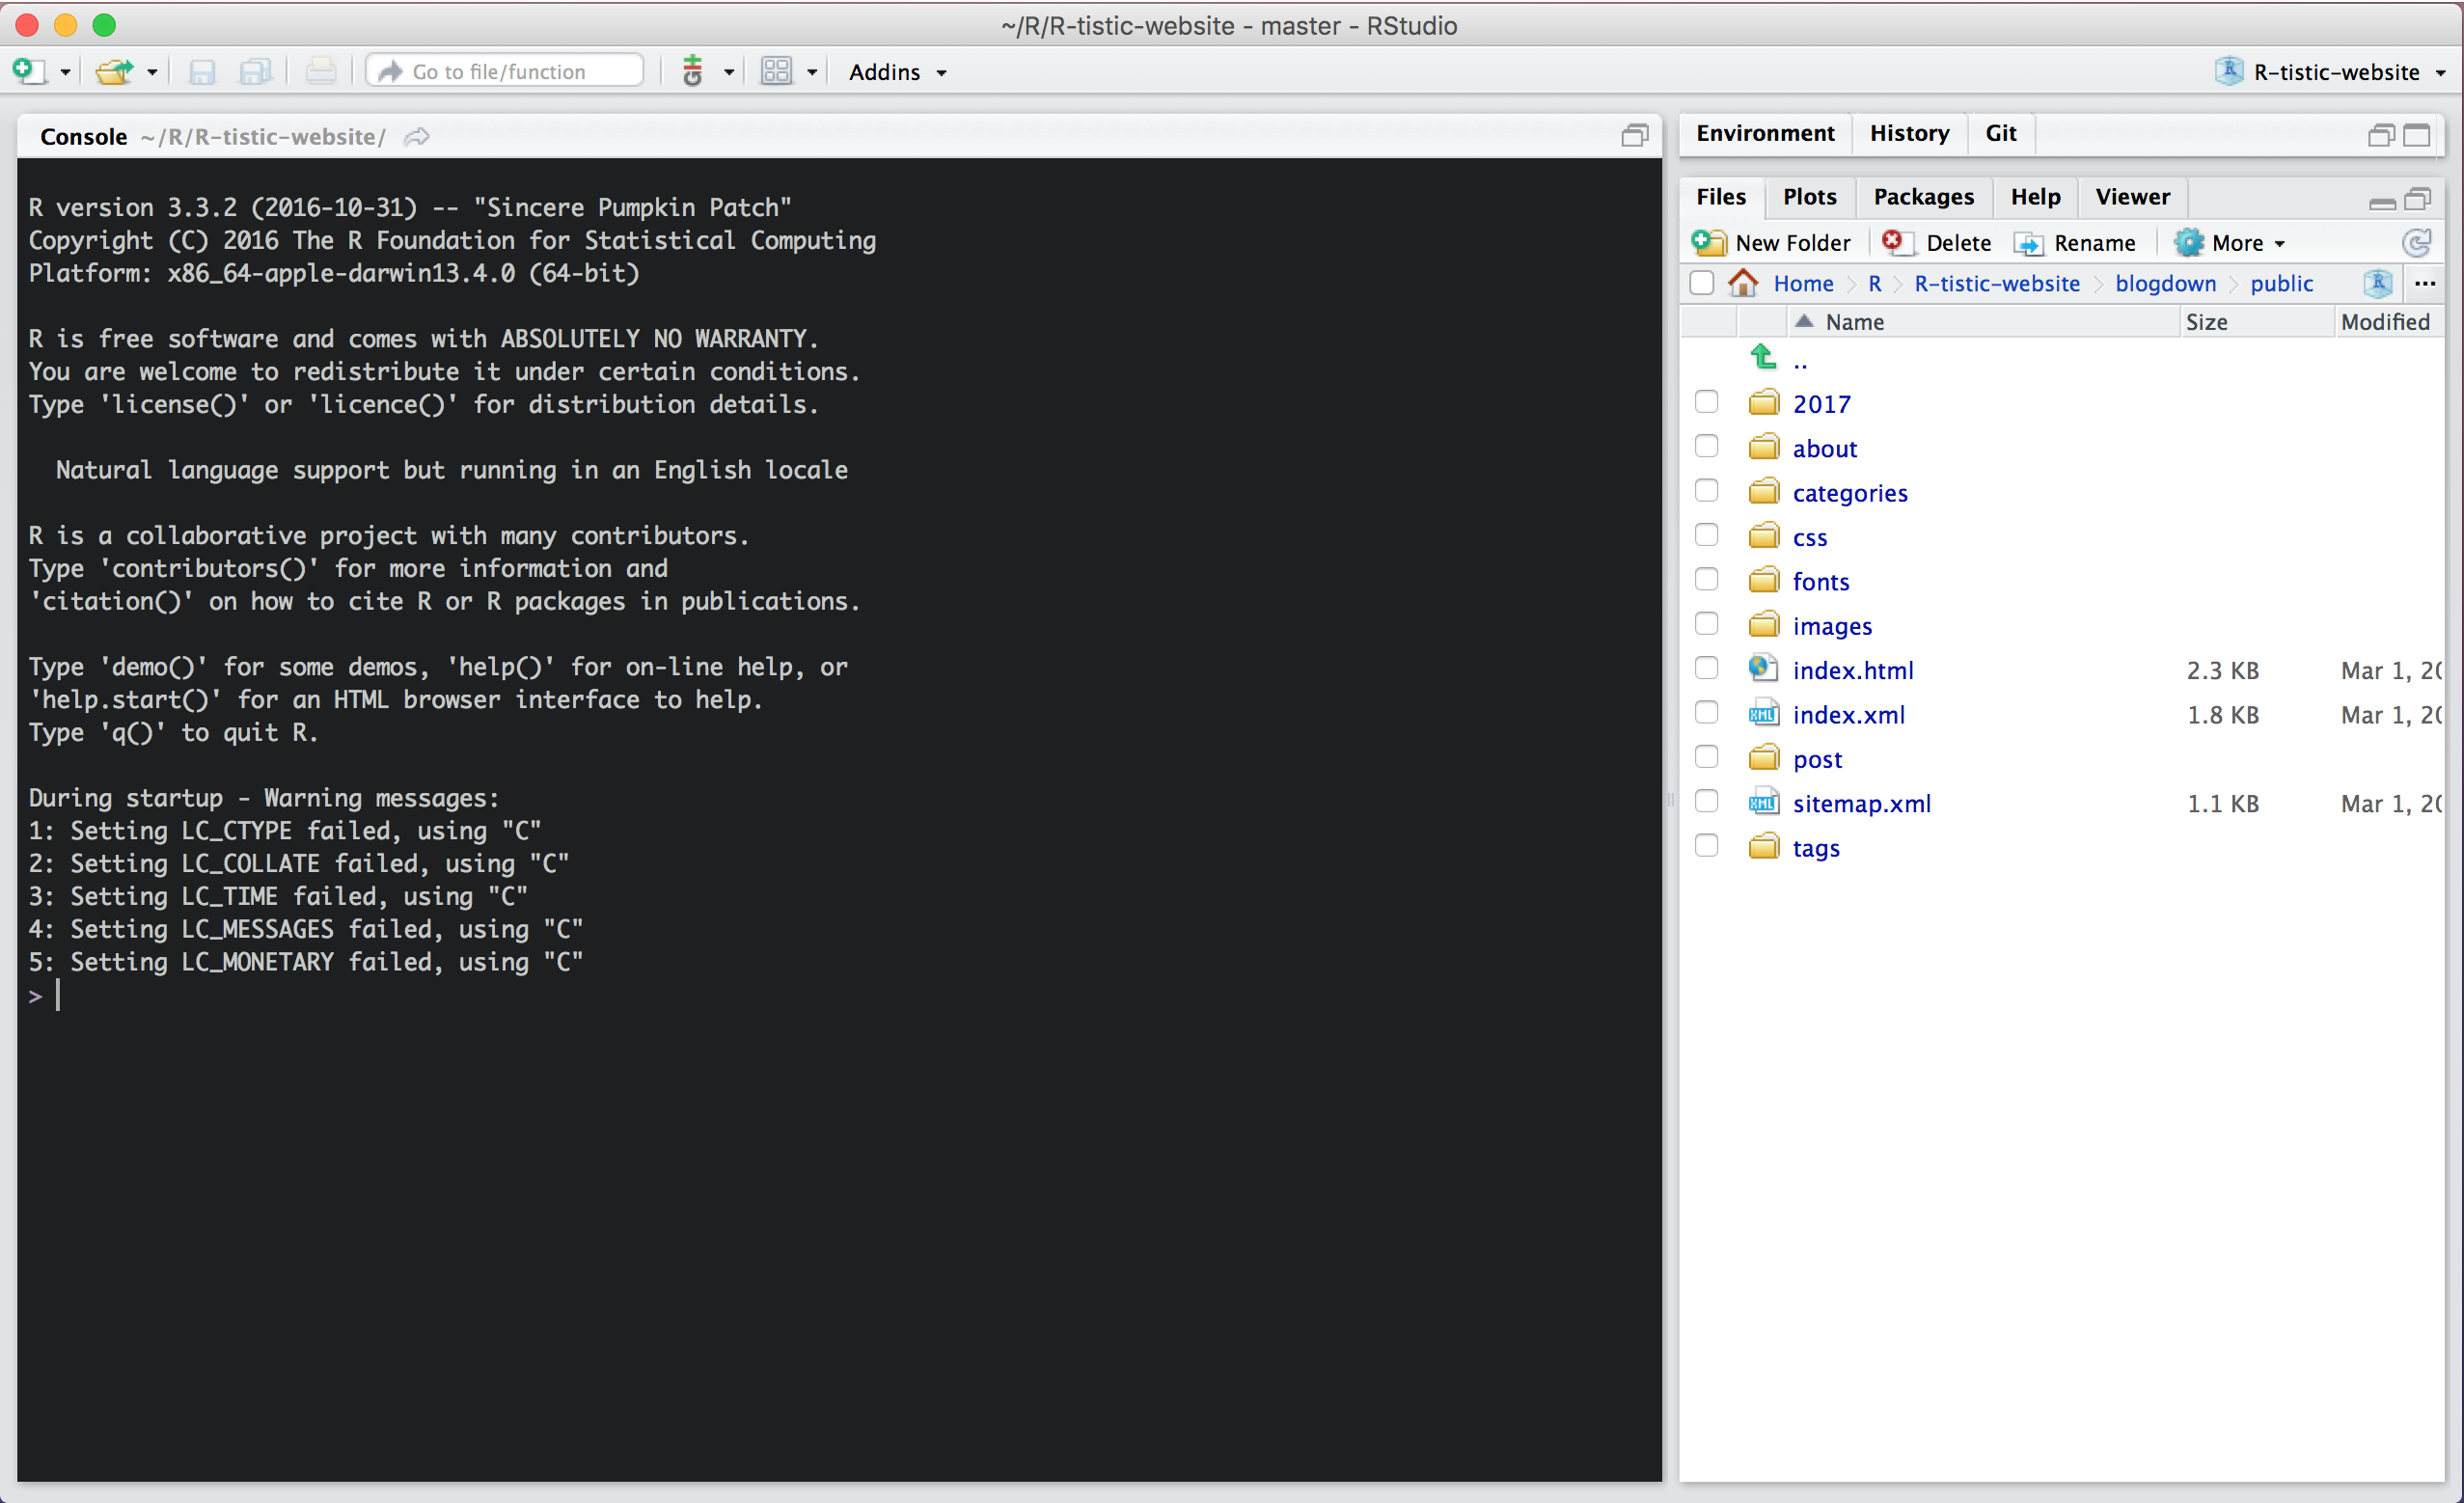 ~/R/R-tistic-website - master - RStudio
Go to file/function
Addins
R-tistic-website
Console ~/R/R-tistic-website/
R version 3.3.2 (2016-10-31) -- "Sincere Pumpkin Patch"
Copyright (C) 2016 The R Foundation for Statistical Computing
Platform: x86_64-apple-darwin13.4.0 (64-bit)
R is free software and comes with ABSOLUTELY NO WARRANTY.
You are welcome to redistribute it under certain conditions.
Type 'license()' or 'licence()' for distribution details.
Natural language support but running in an English locale
R is a collaborative project with many contributors.
Type 'contributors()' for more information and
'citation()' on how to cite R or R packages in publications.
Type 'demo()' for some demos, 'help()' for on-line help, or
'help.start()' for an HTML browser interface to help.
Type 'q()' to quit R.
During startup - Warning messages:
1: Setting LC_CTYPE failed, using "C"
2: Setting LC_COLLATE failed, using "C"
3: Setting LC_TIME failed, using "C"
4: Setting LC_MESSAGES failed, using "C"
5: Setting LC_MONETARY failed, using "C"
>
Environment History Git
Files Plots Packages Help Viewer
New Folder Delete Rename More
Home R R-tistic-website blogdown public ...
Name Size Modified
..
2017
about
categories
css
fonts
images
index.html 2.3 KB Mar 1,
index.xml 1.8 KB Mar 1,
post
sitemap.xml 1.1 KB Mar 1,
tags